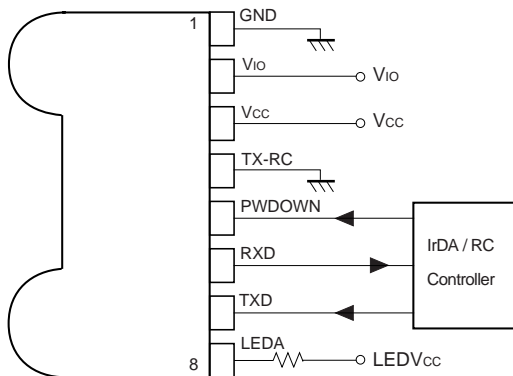 1
GND
VIO
VIO
VCC
VCC
TX-RC
PWDOWN
IrDA / RC
Controller
RXD
TXD
8
LEDA
LEDVCC